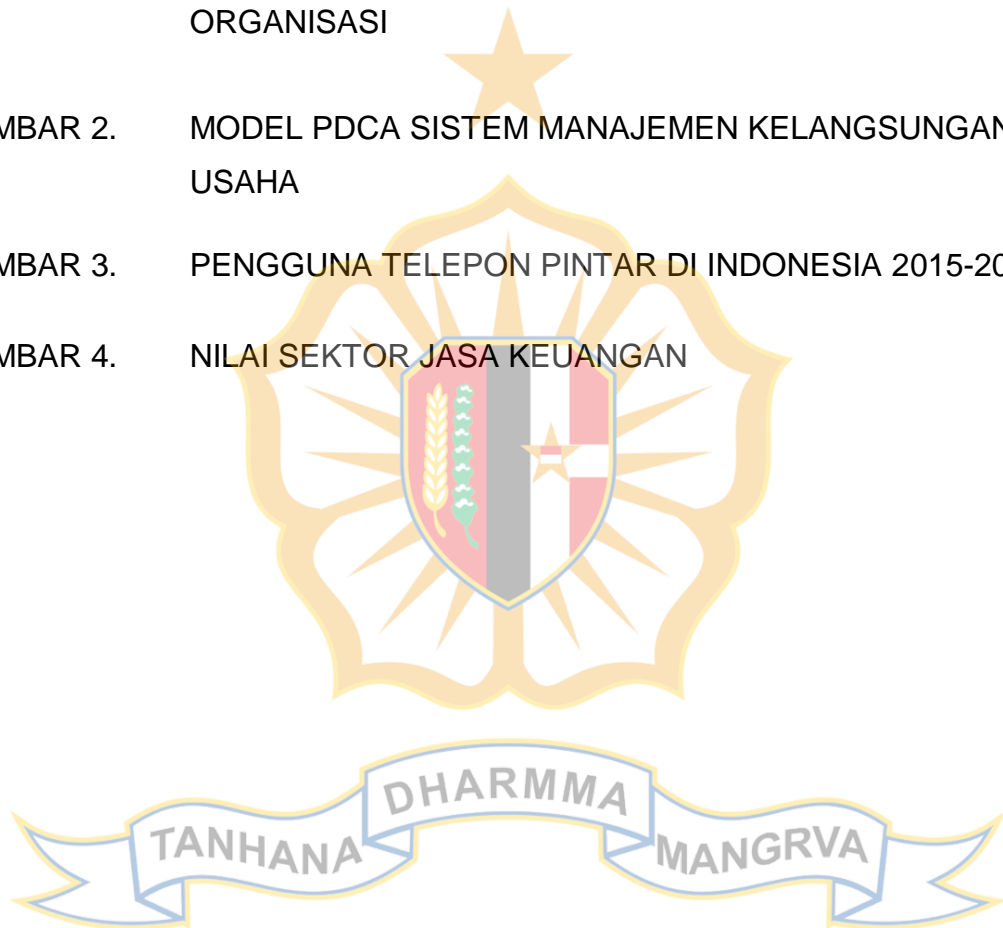 ORGANISASI
MBAR 2. MODEL PDCA SISTEM MANAJEMEN KELANGSUNGAN
USAHA
MBAR 3. PENGGUNA TELEPON PINTAR DI INDONESIA 2015-20
MBAR 4. NILAI SEKTOR JASA KEUANGAN
TANHANA DHARMMA MANGRVA